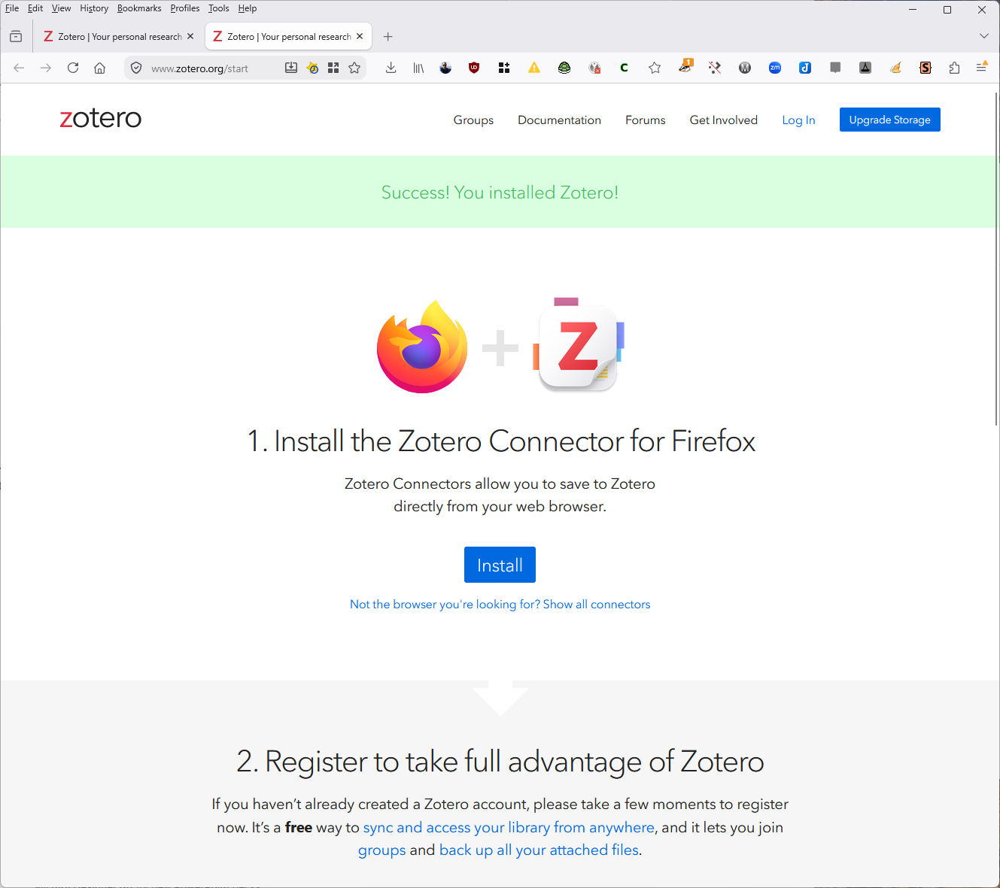 File Edit View History Bookmarks Profiles Tools Help
Zotero | Your personal research
Zotero | Your personal research
www.zotero.org/start
1
zm
zotero
Groups Documentation Forums Get Involved Log In Upgrade Storage
Success! You installed Zotero!
Z
1. Install the Zotero Connector for Firefox
Zotero Connectors allow you to save to Zotero
directly from your web browser.
Install
Not the browser you're looking for? Show all connectors
2. Register to take full advantage of Zotero
If you haven’t already created a Zotero account, please take a few moments to register
now. It’s a free way to sync and access your library from anywhere, and it lets you join
groups and back up all your attached files.